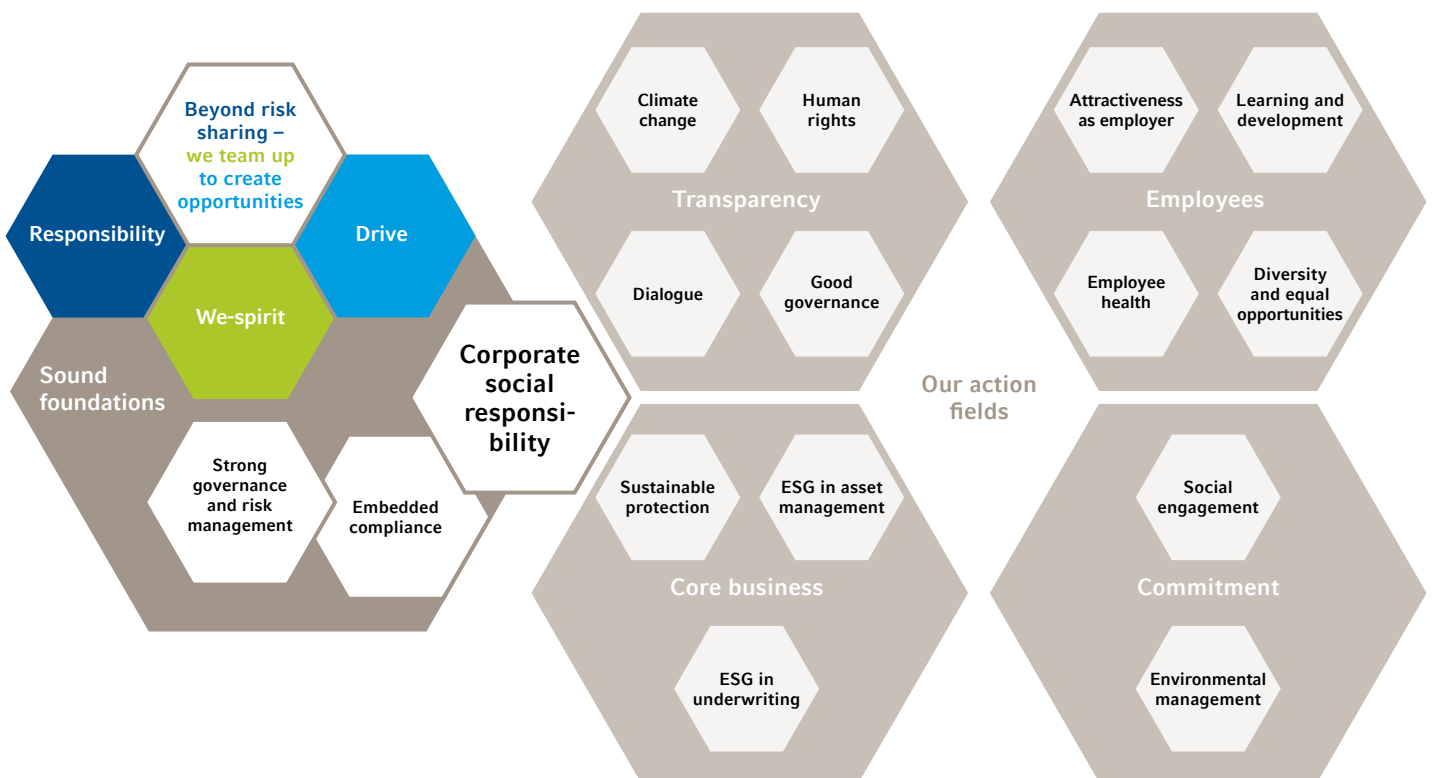 Beyond risk
sharing –
we team up
to create
opportunities
Responsibility
Drive
We-spirit
Sound
foundations
Strong
governance
and risk
management
Embedded
compliance
Corporate
social
responsi-
bility
Climate
change
Human
rights
Transparency
Dialogue
Good
governance
Attractiveness
as employer
Learning and
development
Employees
Employee
health
Diversity
and equal
opportunities
Our action
fields
Sustainable
protection
ESG in asset
management
Core business
ESG in
underwriting
Social
engagement
Commitment
Environmental
management